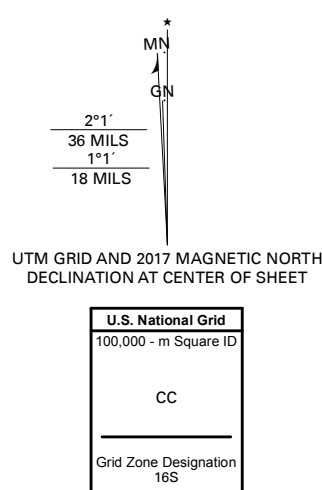 ★
MN
GN
2°1´
36 MILS
1°1´
18 MILS
UTM GRID AND 2017 MAGNETIC NORTH
DECLINATION AT CENTER OF SHEET
U.S. National Grid
100,000 - m Square ID
CC
Grid Zone Designation
16S